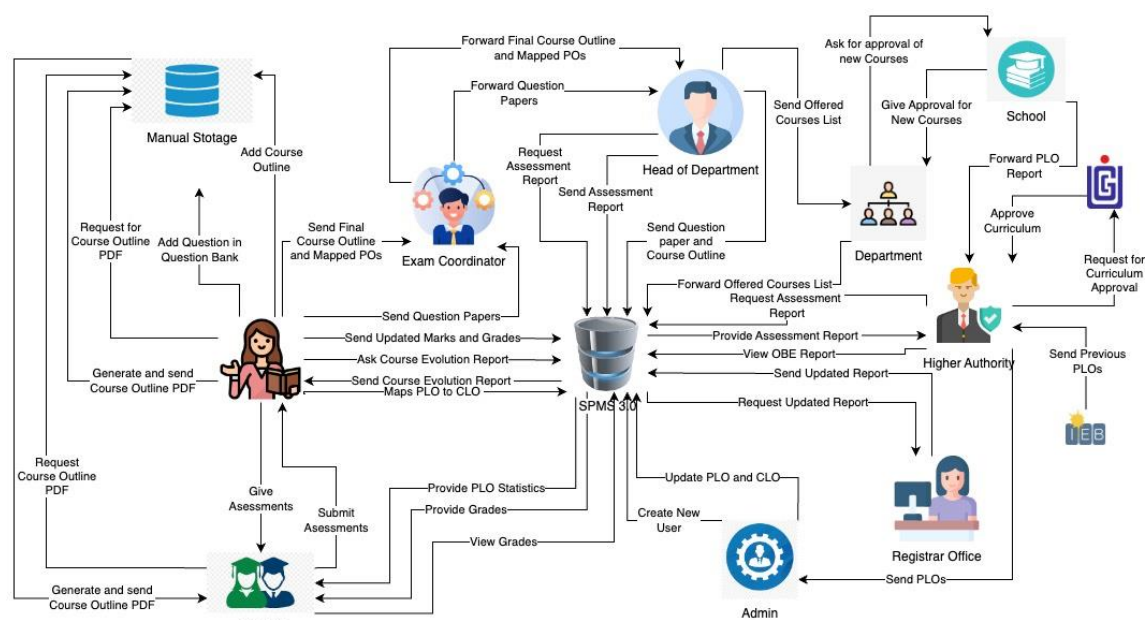 Forward Final Course Outline
and Mapped POs
Forward Question
Papers
Ask for approval of
new Courses
Give Approval for
New Courses
School
Manual Stotage
Send Offered
Courses List
Request
Assessment
Report
Head of Department
Add Course
Outline
Forward PLO
Report
UGC
Send Assessment
Report
Approve
Curriculum
Request for
Course Outline
PDF
Add Question in
Question Bank
Send Final
Course Outline
and Mapped POs
Exam Coordinator
Send Question
paper and
Course Outline
Department
Request for
Curriculum
Approval
Forward Offered Courses List
Request Assessment
Report
Send Question Papers
Send Updated Marks and Grades
Provide Assessment Report
Ask Course Evolution Report
View OBE Report
Higher Authority
Send Previous
PLOs
Generate and send
Course Outline PDF
Send Course Evolution Report
Maps PLO to CLO
SPMS 3.0
Send Updated Report
Request Updated Report
IEB
Request
Course Outline
PDF
Give
Asessments
Submit
Asessments
Provide PLO Statistics
Update PLO and CLO
Provide Grades
Create New
User
View Grades
Registrar Office
Generate and send
Course Outline PDF
Send PLOs
Admin